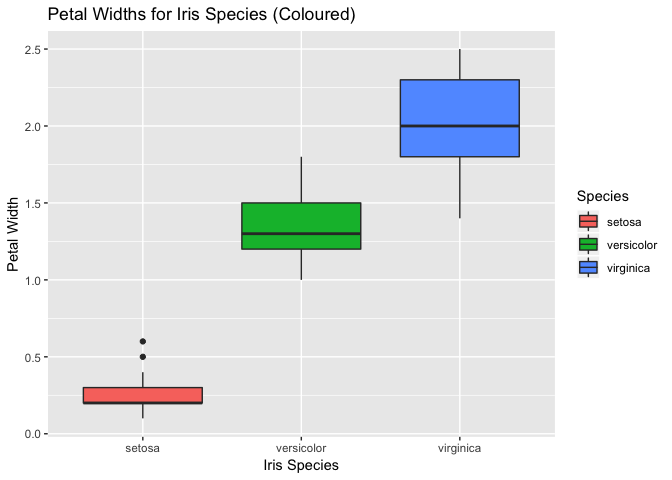 Petal Widths for Iris Species (Coloured)
2.5
2.0
1.5
1.0
0.5
0.0
Petal Width
setosa versicolor virginica
Iris Species
Species
setosa
versicolor
virginica